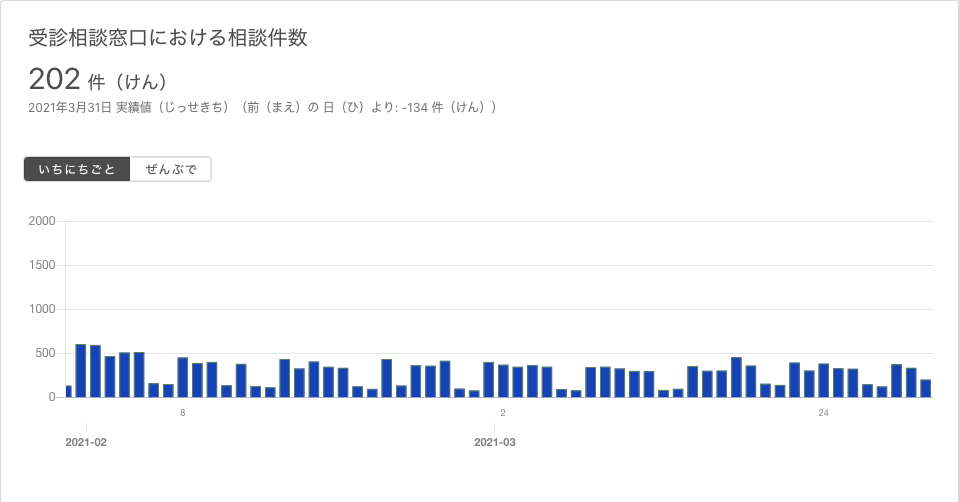 受診相談窓口における相談件数
202 件（けん）
2021年3月31日 実績値（じっせきち）（前（まえ）の 日（ひ）より: -134 件（けん））
いちにちごと ぜんぶで
2000
1500
1000
500
0
8 2 24
2021-02 2021-03